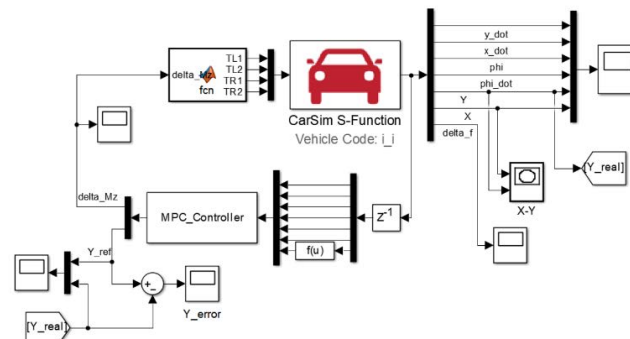 delta_Mz
fcn
TL1
TL2
TR1
TR2
CarSim S-Function
Vehicle Code: i_i
y_dot
x_dot
phi
phi_dot
Y
X
delta_f
[Y_real]
X-Y
delta_Mz
MPC_Controller
f(u)
Z-1
Y_ref
+
-
Y_error
[Y_real]